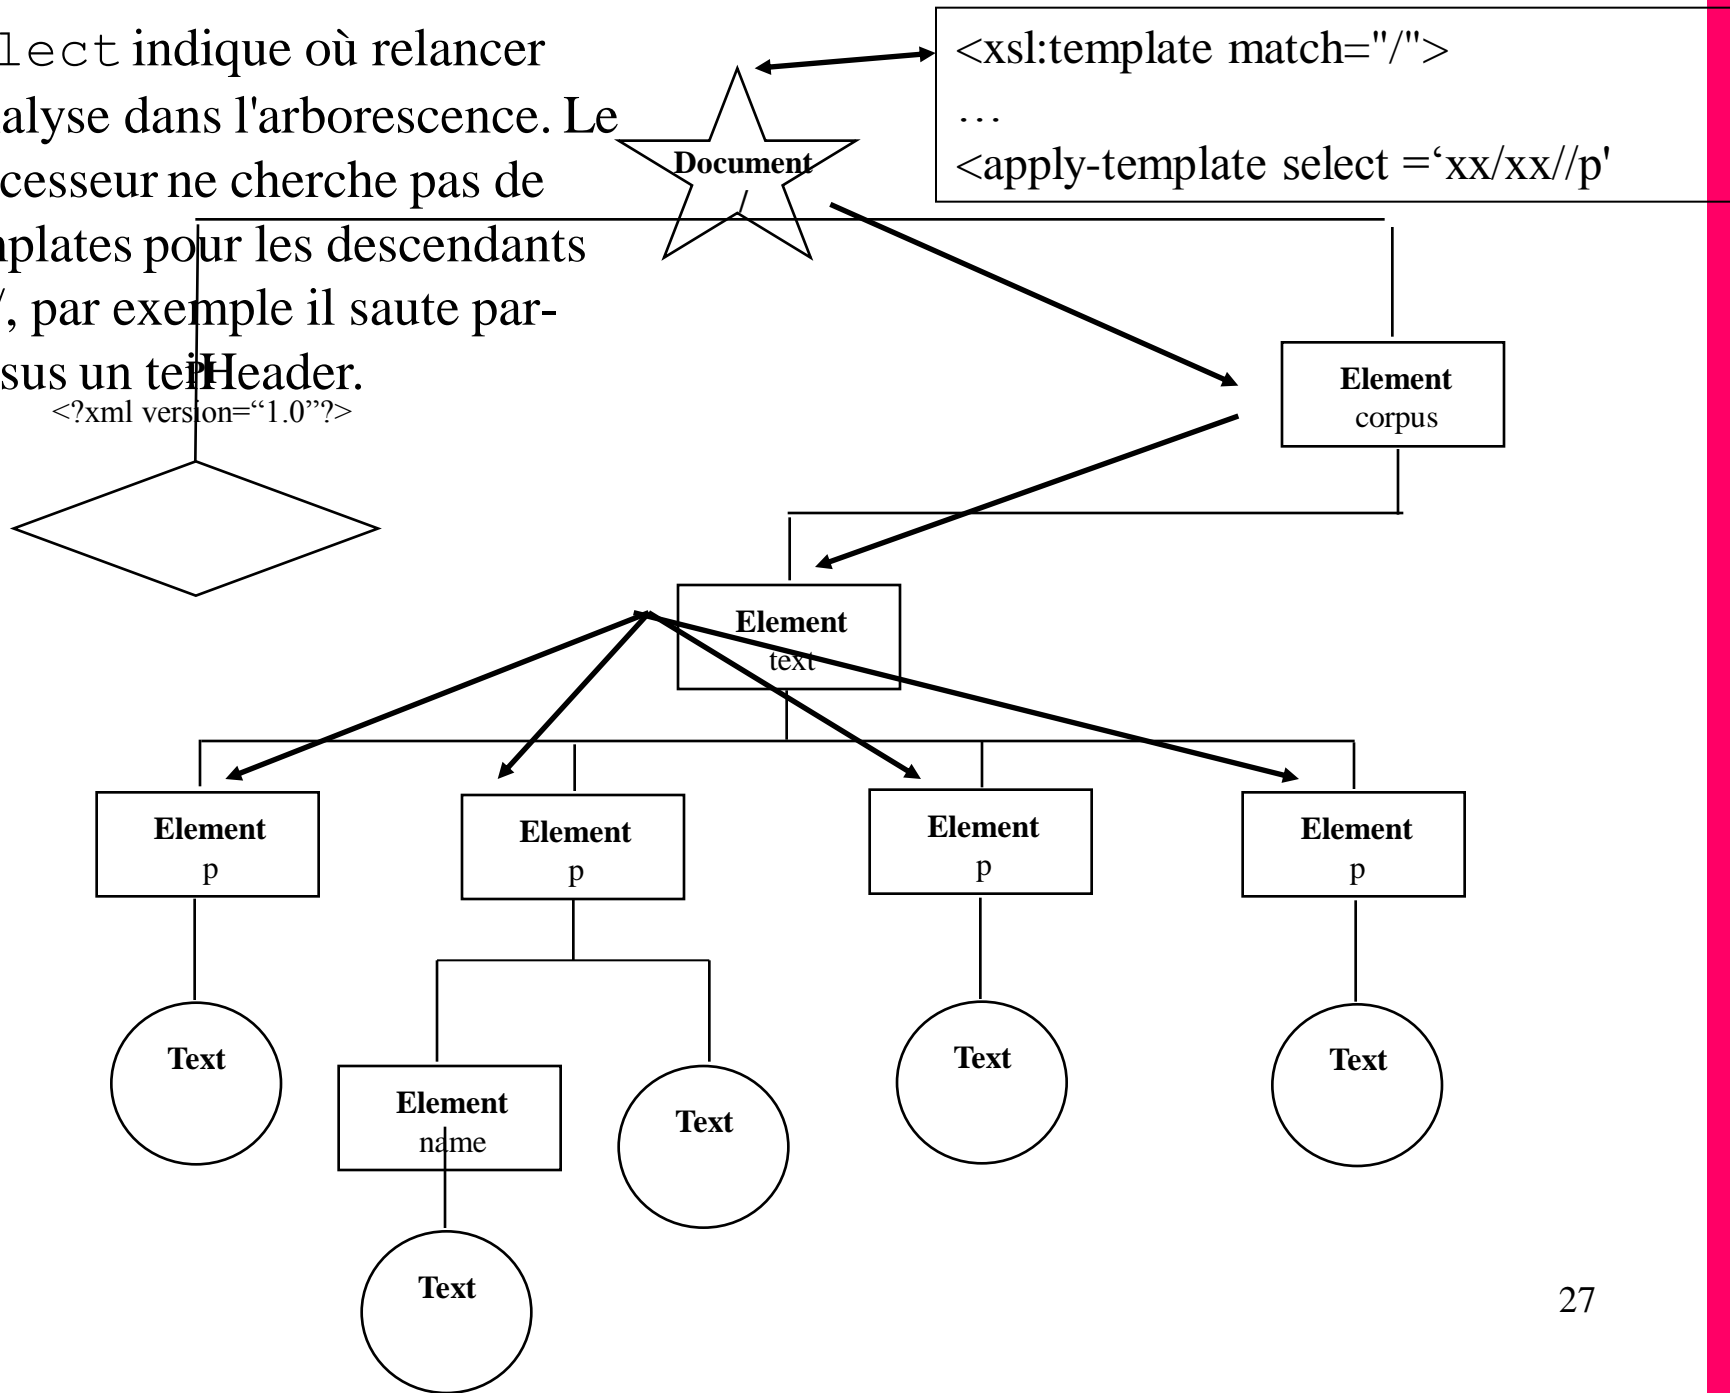 lect indique où relancer
alyse dans l'arborescence. Le
cesseur ne cherche pas de
nplates pour les descendants
/, par exemple il saute par-
sus un teiHeader.
<xsl:template match="/">
…
<apply-template select =‘xx/xx//p'
Document
/
PI
<?xml version=“1.0”?>
Element
corpus
Element
text
Element
p
Element
p
Element
p
Element
p
Text
Element
name
Text
Text
Text
Text
27